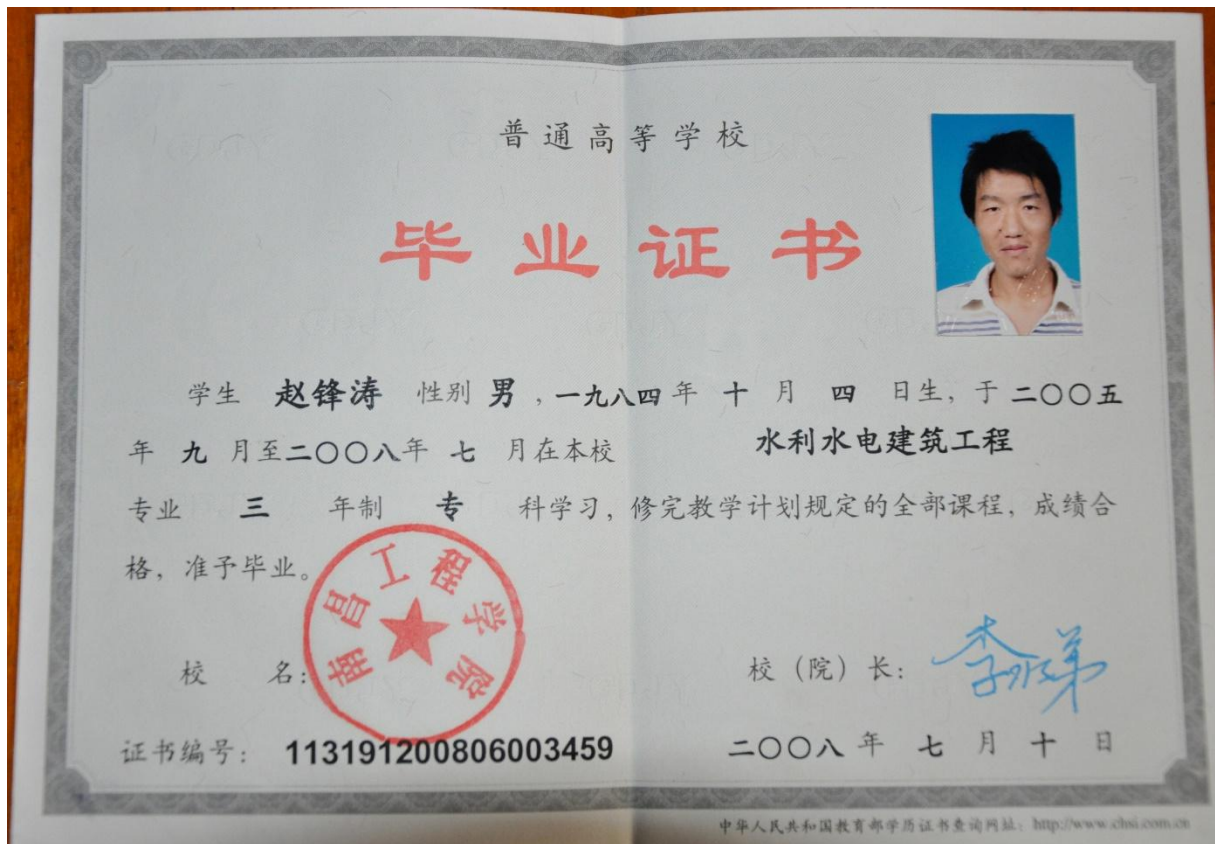 普通高等学校
毕业证书
学生 赵锋涛 性别 男 ,一九八四年 十 月 四 日生, 于 二〇〇五
年 九 月至二〇〇八年 七 月在本校 水利水电建筑工程
专业 三 年制 专 科学习, 修完教学计划规定的全部课程, 成绩合
格, 准予毕业。
南昌工程学院
校 名: 校 (院) 长:
证书编号: 113191200806003459 二〇〇八 年 七 月 十 日
中华人民共和国教育部学历证书查询网址: http://www.chsi.com.cn